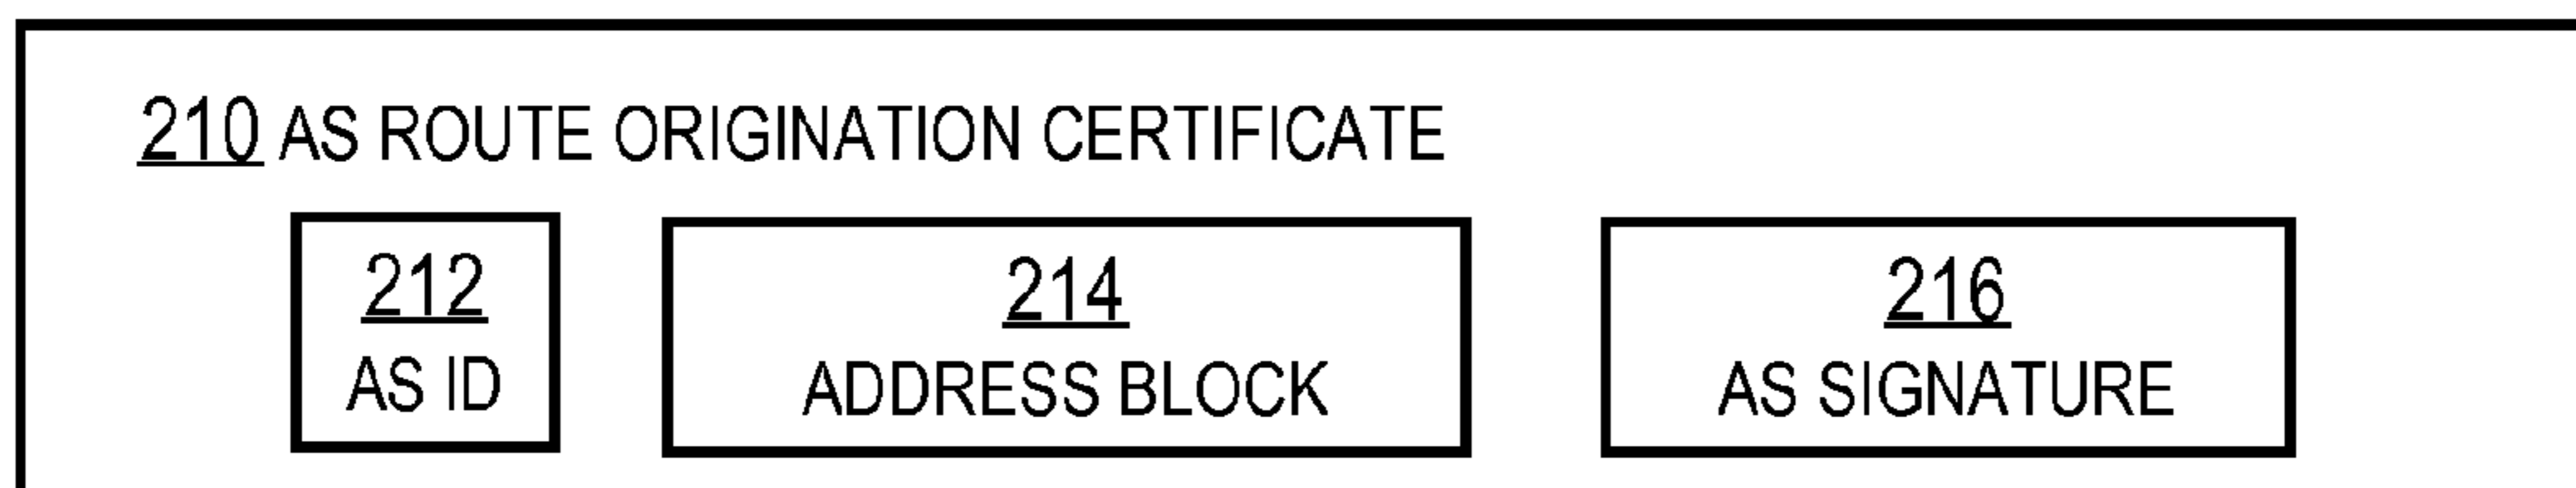 210 AS ROUTE ORIGINATION CERTIFICATE
212 214 216
AS ID ADDRESS BLOCK AS SIGNATURE